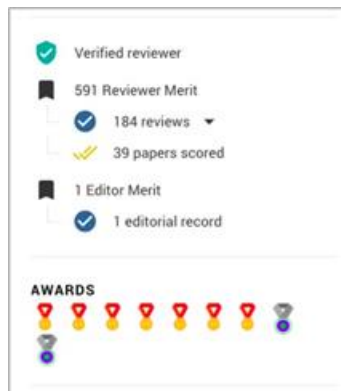 Verified reviewer
591 Reviewer Merit
184 reviews
39 papers scored
1 Editor Merit
1 editorial record
AWARDS